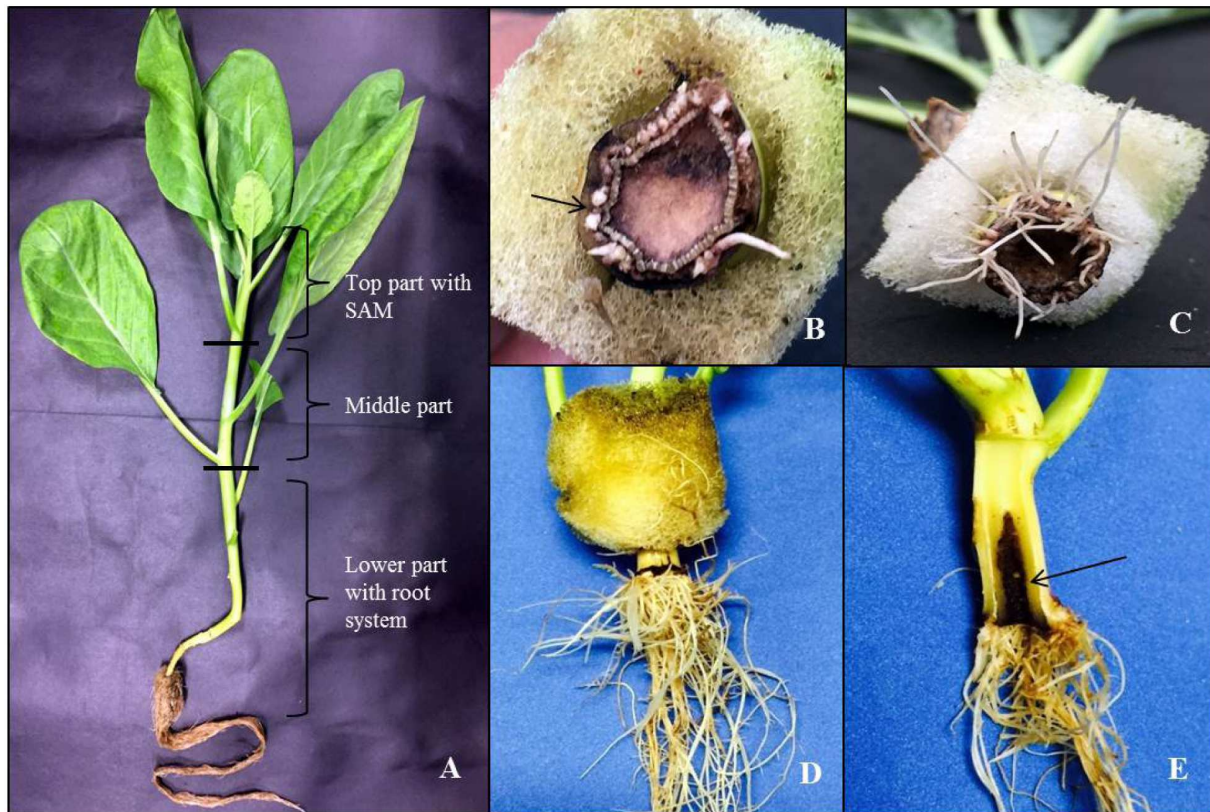 Top part with
SAM
Middle part
Lower part
with root
system
A
B
C
D
E